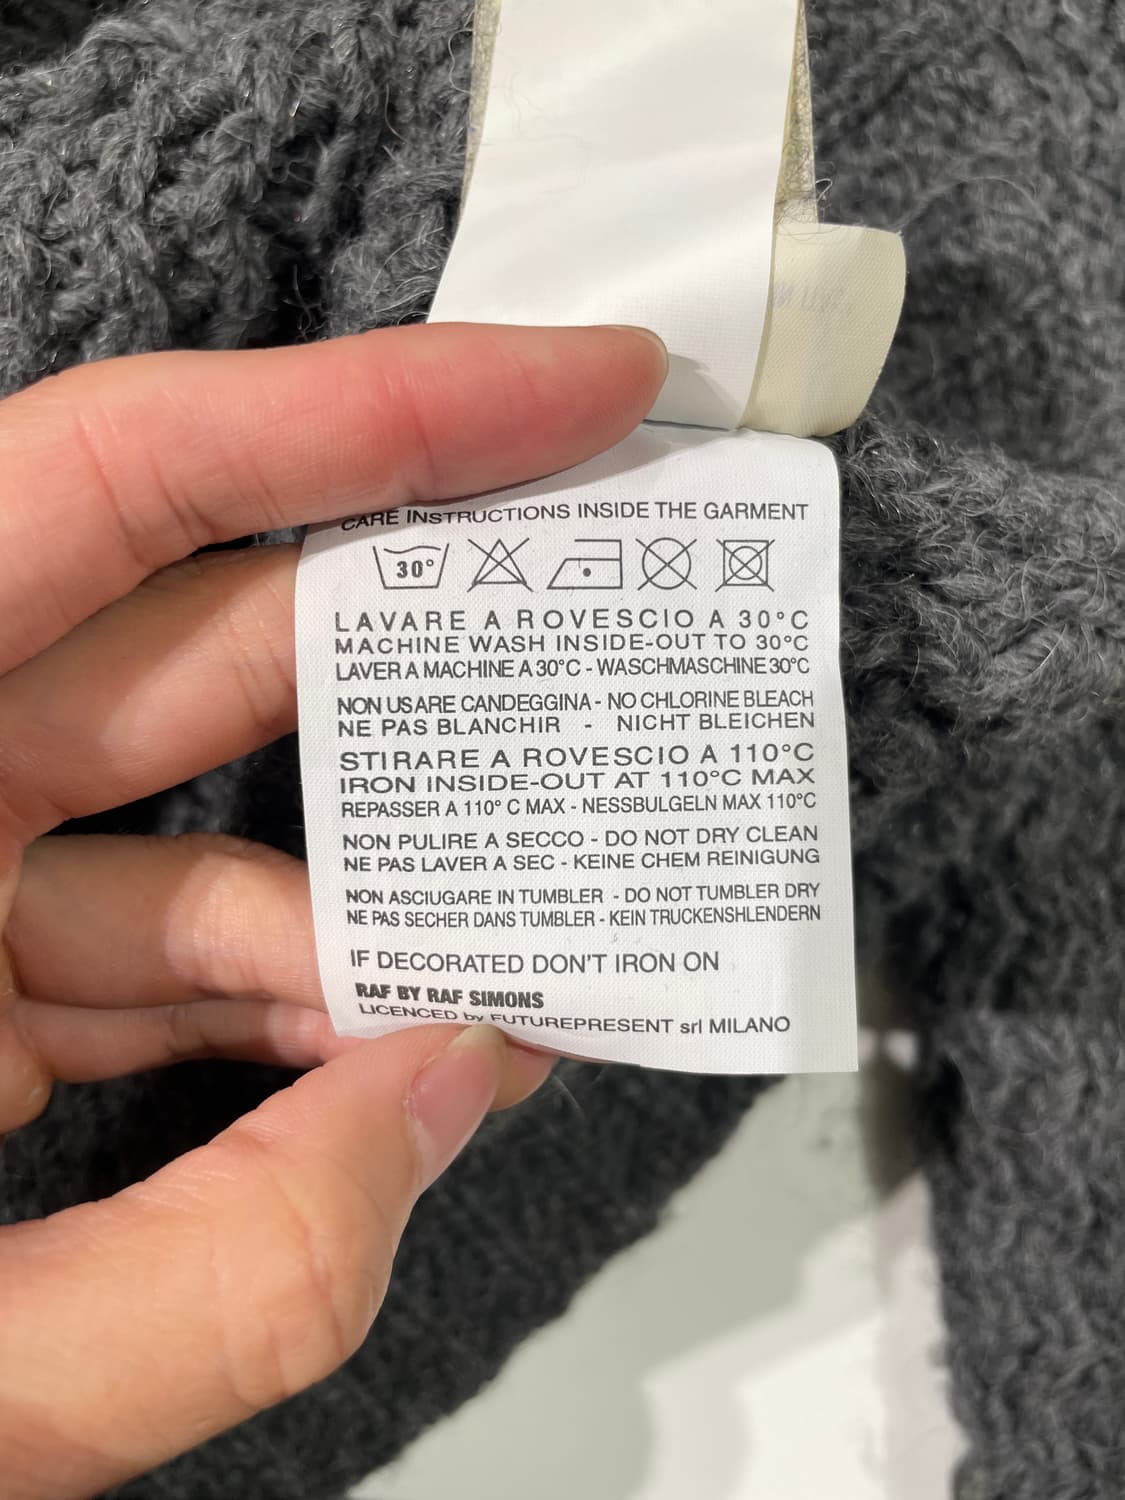 CARE INSTRUCTIONS INSIDE THE GARMENT
30°
LAVARE A ROVESCIO A 30°C
MACHINE WASH INSIDE-OUT TO 30°C
LAVER A MACHINE A 30°C - WASCHMASCHINE 30°C
NON USARE CANDEGGINA - NO CHLORINE BLEACH
NE PAS BLANCHIR - NICHT BLEICHEN
STIRARE A ROVESCIO A 110°C
IRON INSIDE-OUT AT 110°C MAX
REPASSER A 110° C MAX - NESSBULGELN MAX 110°C
NON PULIRE A SECCO - DO NOT DRY CLEAN
NE PAS LAVER A SEC - KEINE CHEM REINIGUNG
NON ASCIUGARE IN TUMBLER - DO NOT TUMBLER DRY
NE PAS SECHER DANS TUMBLER - KEIN TRUCKENSHLENDERN
IF DECORATED DON'T IRON ON
RAF BY RAF SIMONS
LICENCED by FUTUREPRESENT srl MILANO